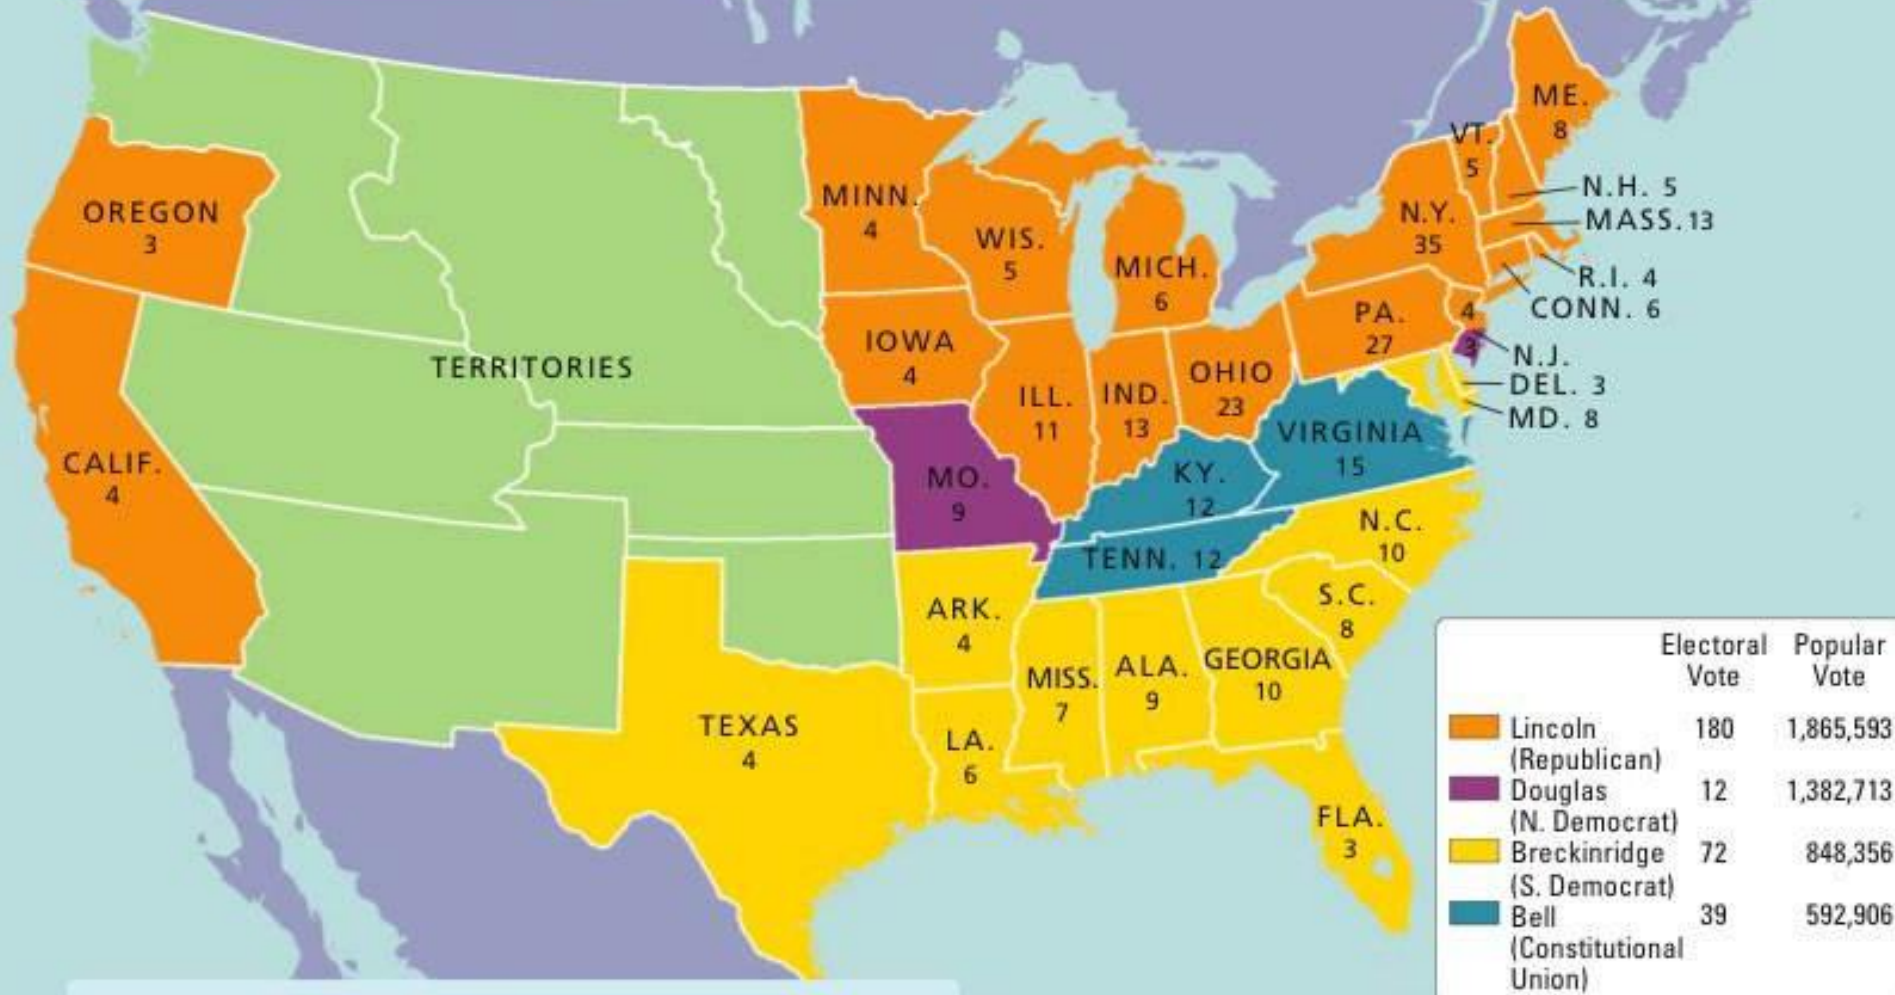 ME.
8
VT.
5
N.H. 5
MASS. 13
R.I. 4
CONN. 6
N.Y.
35
PA.
27
4
3
N.J.
DEL. 3
MD. 8
OREGON
3
MINN.
4
WIS.
5
MICH.
6
IOWA
4
ILL.
11
IND.
13
OHIO
23
TERRITORIES
CALIF.
4
MO.
9
KY.
12
VIRGINIA
15
TENN. 12
N.C.
10
ARK.
4
S.C.
8
MISS.
7
ALA.
9
GEORGIA
10
TEXAS
4
LA.
6
FLA.
3
Electoral Vote Popular Vote
Lincoln 180 1,865,593
(Republican)
Douglas 12 1,382,713
(N. Democrat)
Breckinridge 72 848,356
(S. Democrat)
Bell 39 592,906
(Constitutional
Union)